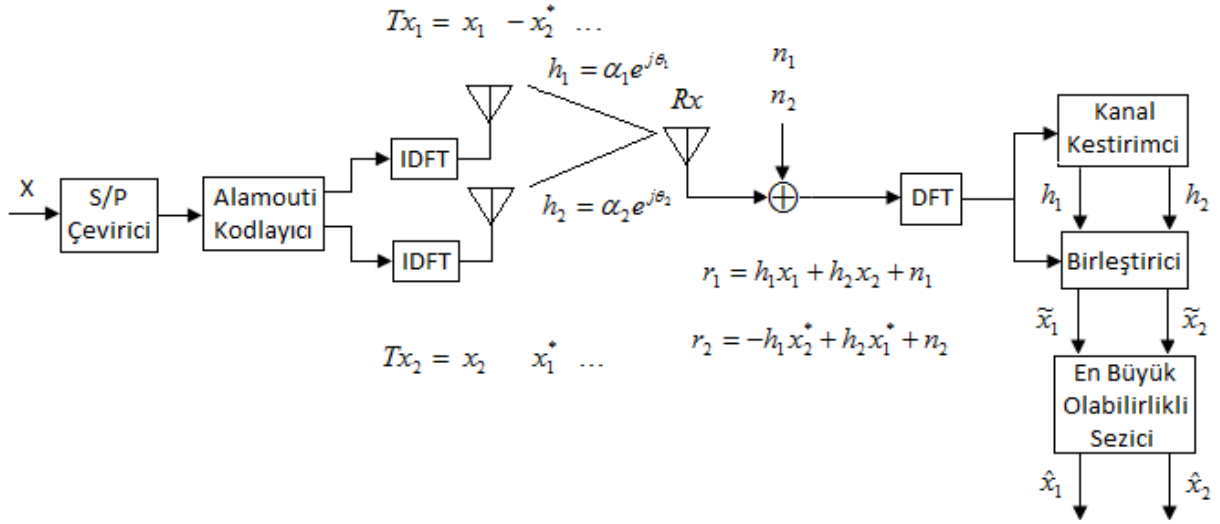 Tx₁ = x₁ −x₂* ...
h₁ = α₁e^{jθ₁}
n₁
n₂
Rx
Kanal
Kestirimci
IDFT
X
S/P
Çevirici
Alamouti
Kodlayıcı
h₂ = α₂e^{jθ₂}
DFT
h₁
h₂
IDFT
Birleştirici
r₁ = h₁x₁ + h₂x₂ + n₁
x̃₁
x̃₂
r₂ = −h₁x₂* + h₂x₁* + n₂
Tx₂ = x₂ x₁* ...
En Büyük
Olabilirlikli
Sezici
x̂₁
x̂₂